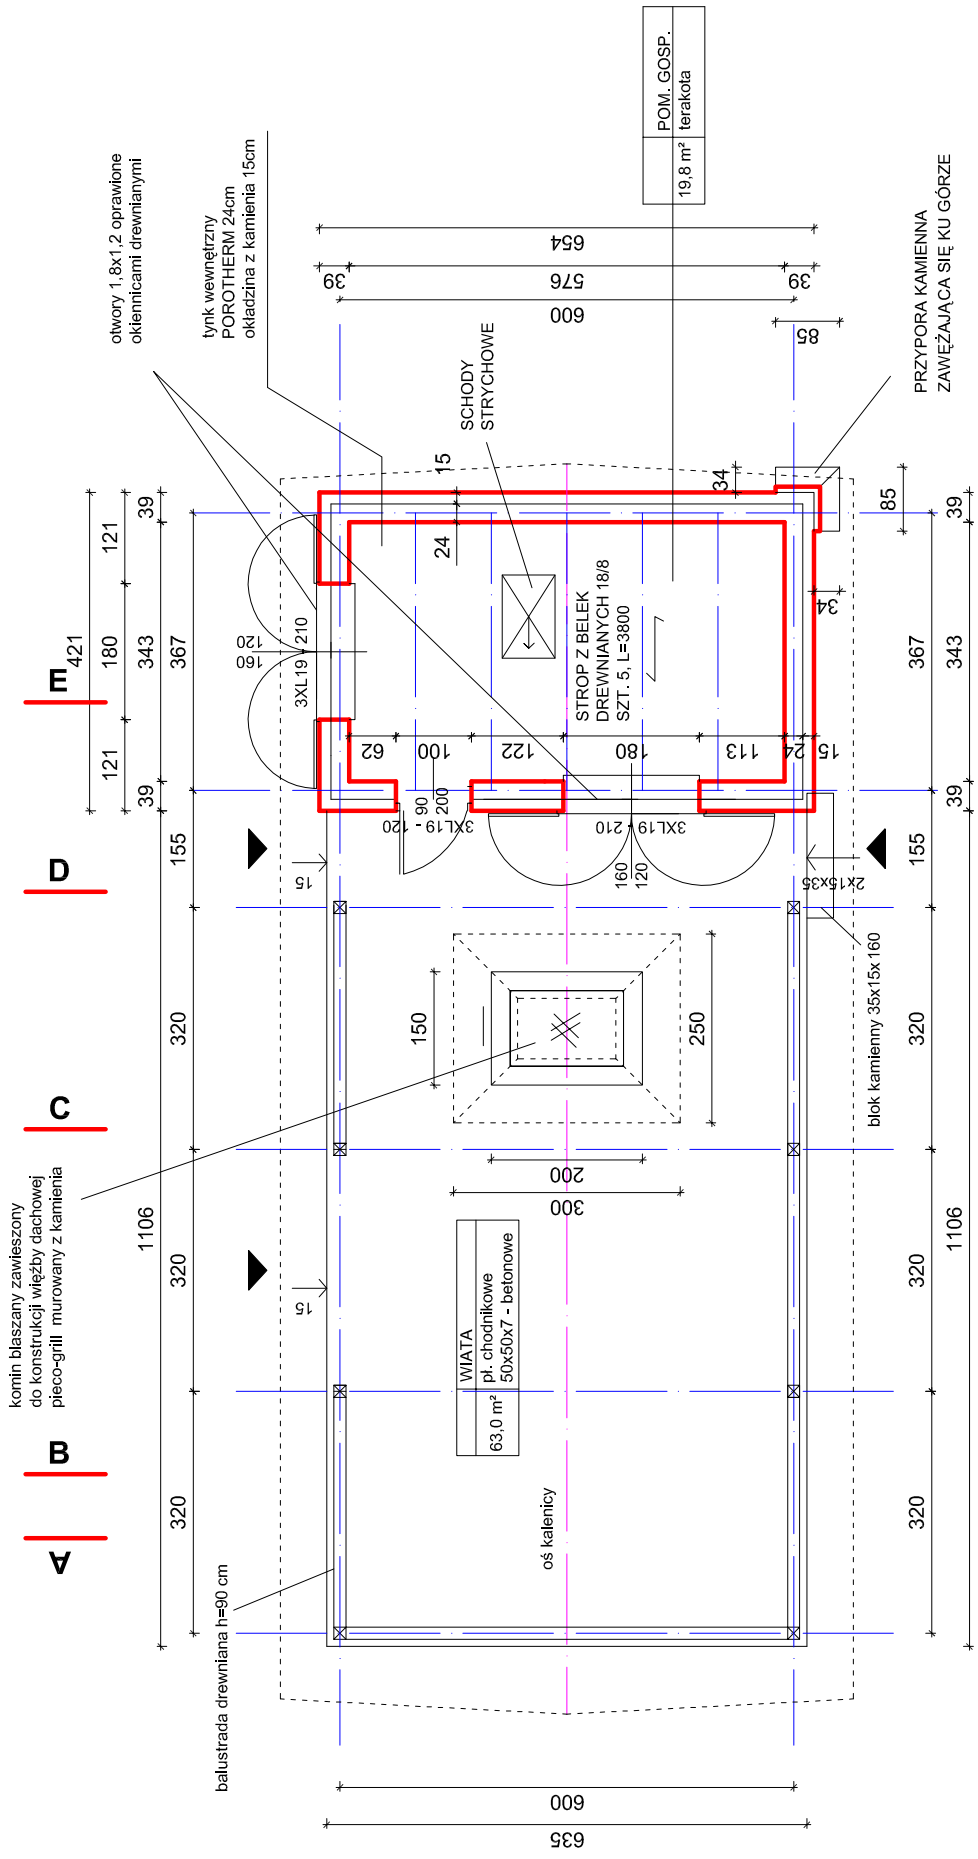 otwory 1,8x1,2 oprawione
okiennicami drewnianymi
tynk wewnętrzny
POROTHERM 24cm
okładzina z kamienia 15cm
POM. GOSP.
19,8 m² terakota
SCHODY
STRYCHOWE
PRZYPORA KAMIENNA
ZAWĘŻAJĄCA SIĘ KU GÓRZE
654
39
576
39
600
85
85
34
34
15
24
STROP Z BELEK
DREWNIANYCH 18/8
SZT. 5, L=3800
E
D
C
B
A
421
39
121
180
121
39
343
367
155
320
320
320
1106
160
120
3XL19 - 210
62
100
122
180
113
24
15
90
200
3XL19 - 120
160
120
3XL19 - 210
15
15
2x15x35
blok kamienny 35x15x160
150
250
200
300
komin blaszany zawieszony
do konstrukcji więźby dachowej
pieco-grill murowany z kamienia
WIATA
63,0 m²
pł. chodnikowe
50x50x7 - betonowe
oś kalenicy
balustrada drewniana h=90 cm
39
343
39
367
155
320
320
320
1106
600
635